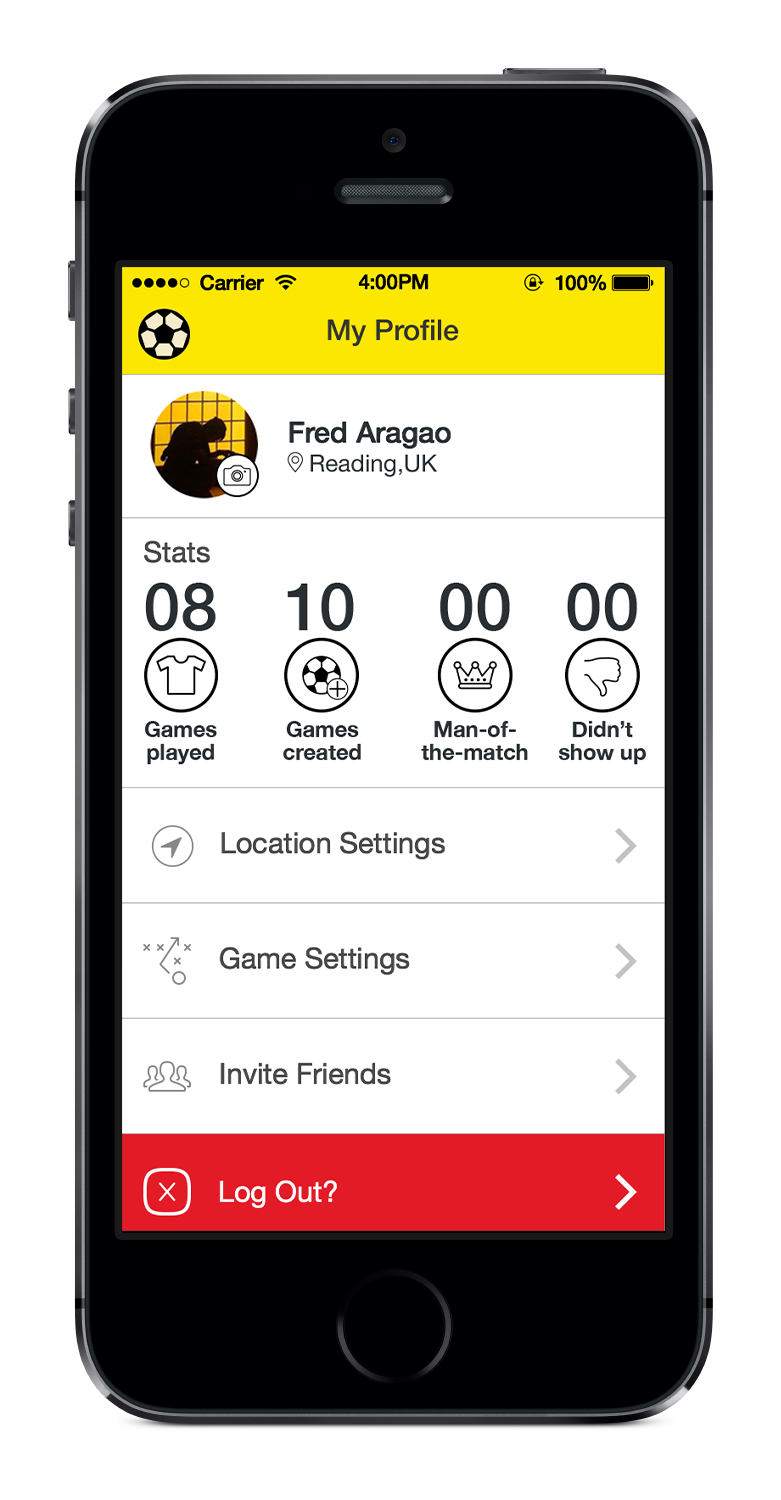 Carrier 4:00PM 100%
My Profile
Fred Aragao
Reading,UK
Stats
08 10 00 00
Games Games Man-of- Didn't
played created the-match show up
Location Settings
Game Settings
Invite Friends
Log Out?